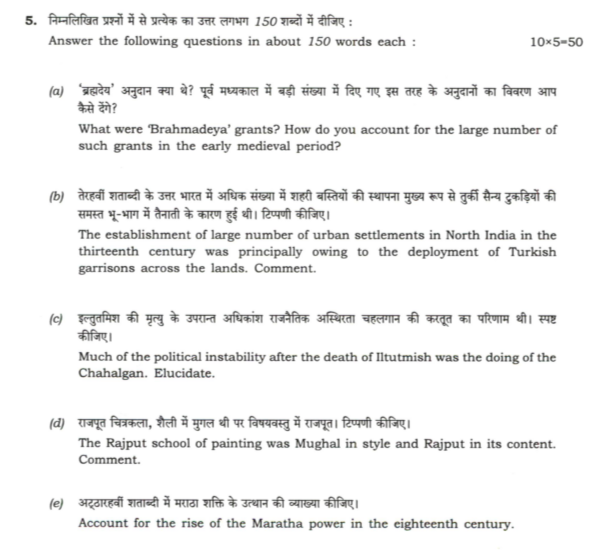 5. निम्नलिखित प्रश्नों में से प्रत्येक का उत्तर लगभग 150 शब्दों में दीजिए :
Answer the following questions in about 150 words each : 10×5=50
(a) 'ब्रह्मदेय' अनुदान क्या थे? पूर्व मध्यकाल में बड़ी संख्या में दिए गए इस तरह के अनुदानों का विवरण आप
कैसे देंगे?
What were 'Brahmadeya' grants? How do you account for the large number of
such grants in the early medieval period?
(b) तेरहवीं शताब्दी के उत्तर भारत में अधिक संख्या में शहरी बस्तियों की स्थापना मुख्य रूप से तुर्की सैन्य टुकड़ियों की
समस्त भू-भाग में तैनाती के कारण हुई थी। टिप्पणी कीजिए।
The establishment of large number of urban settlements in North India in the
thirteenth century was principally owing to the deployment of Turkish
garrisons across the lands. Comment.
(c) इल्तुतमिश की मृत्यु के उपरान्त अधिकांश राजनैतिक अस्थिरता चहलगान की करतूत का परिणाम थी। स्पष्ट
कीजिए।
Much of the political instability after the death of Iltutmish was the doing of the
Chahalgan. Elucidate.
(d) राजपूत चित्रकला, शैली में मुगल थी पर विषयवस्तु में राजपूत। टिप्पणी कीजिए।
The Rajput school of painting was Mughal in style and Rajput in its content.
Comment.
(e) अट्ठारहवीं शताब्दी में मराठा शक्ति के उत्थान की व्याख्या कीजिए।
Account for the rise of the Maratha power in the eighteenth century.